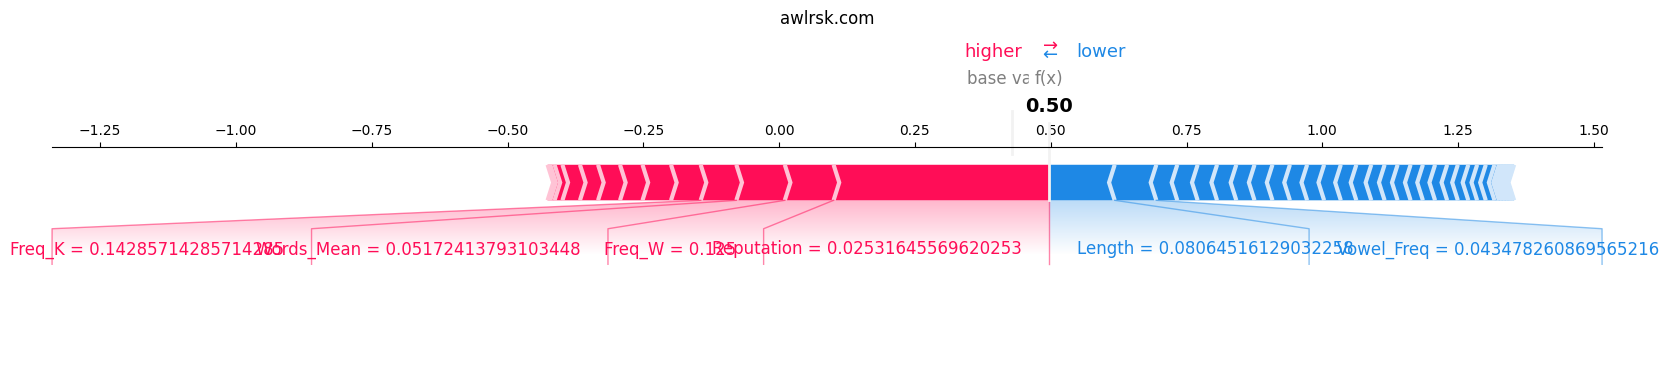 awlrsk.com
higher ⇄ lower
base va f(x)
0.50
−1.25 −1.00 −0.75 −0.50 −0.25 0.00 0.25 0.50 0.75 1.00 1.25 1.50
Freq_K = 0.14285714285714285 Words_Mean = 0.05172413793103448 Freq_W = 0.125 Reputation = 0.02531645569620253 Length = 0.08064516129032258 Vowel_Freq = 0.043478260869565216